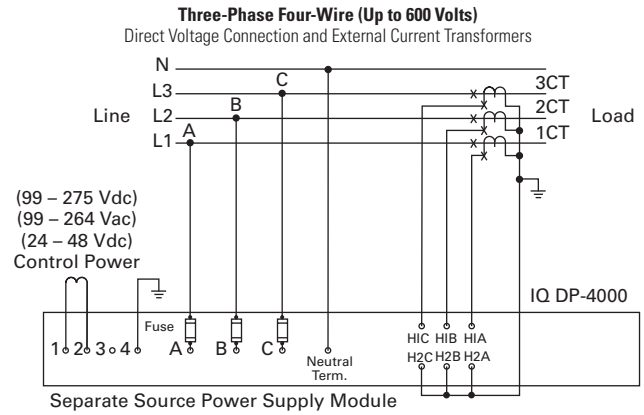 Three-Phase Four-Wire (Up to 600 Volts)
Direct Voltage Connection and External Current Transformers
N
L3 C 3CT
L2 B 2CT
Line Load
L1 A 1CT
(99 – 275 Vdc)
(99 – 264 Vac)
(24 – 48 Vdc)
Control Power
IQ DP-4000
Fuse
HIC HIB HIA
1 2 3 4 A B C H2C H2B H2A
Neutral
Term.
Separate Source Power Supply Module